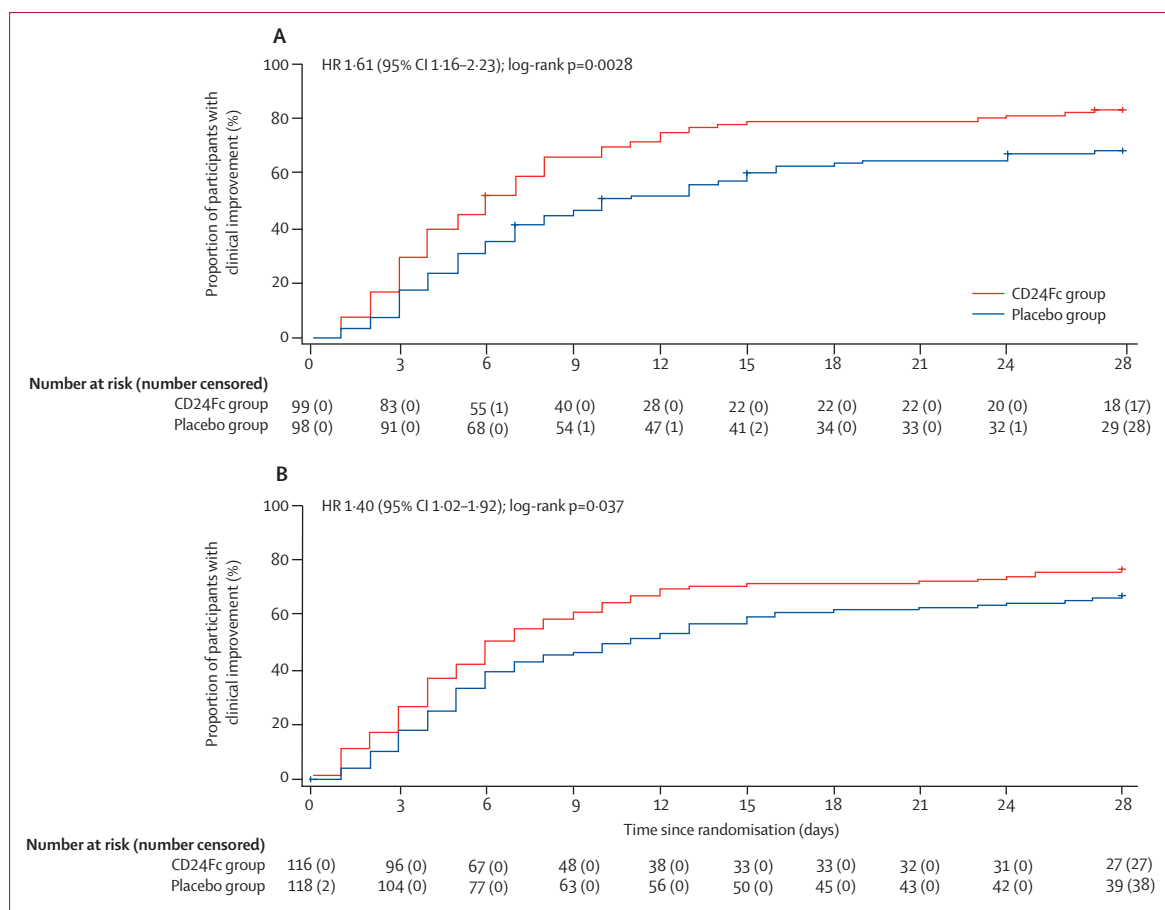 A
HR 1·61 (95% CI 1·16–2·23); log-rank p=0·0028
Proportion of participants with
clinical improvement (%)
100
80
60
40
20
0
CD24Fc group
Placebo group
0 3 6 9 12 15 18 21 24 28
Number at risk (number censored)
CD24Fc group 99 (0) 83 (0) 55 (1) 40 (0) 28 (0) 22 (0) 22 (0) 22 (0) 20 (0) 18 (17)
Placebo group 98 (0) 91 (0) 68 (0) 54 (1) 47 (1) 41 (2) 34 (0) 33 (0) 32 (1) 29 (28)
B
HR 1·40 (95% CI 1·02–1·92); log-rank p=0·037
Proportion of participants with
clinical improvement (%)
100
80
60
40
20
0
0 3 6 9 12 15 18 21 24 28
Time since randomisation (days)
Number at risk (number censored)
CD24Fc group 116 (0) 96 (0) 67 (0) 48 (0) 38 (0) 33 (0) 33 (0) 32 (0) 31 (0) 27 (27)
Placebo group 118 (2) 104 (0) 77 (0) 63 (0) 56 (0) 50 (0) 45 (0) 43 (0) 42 (0) 39 (38)